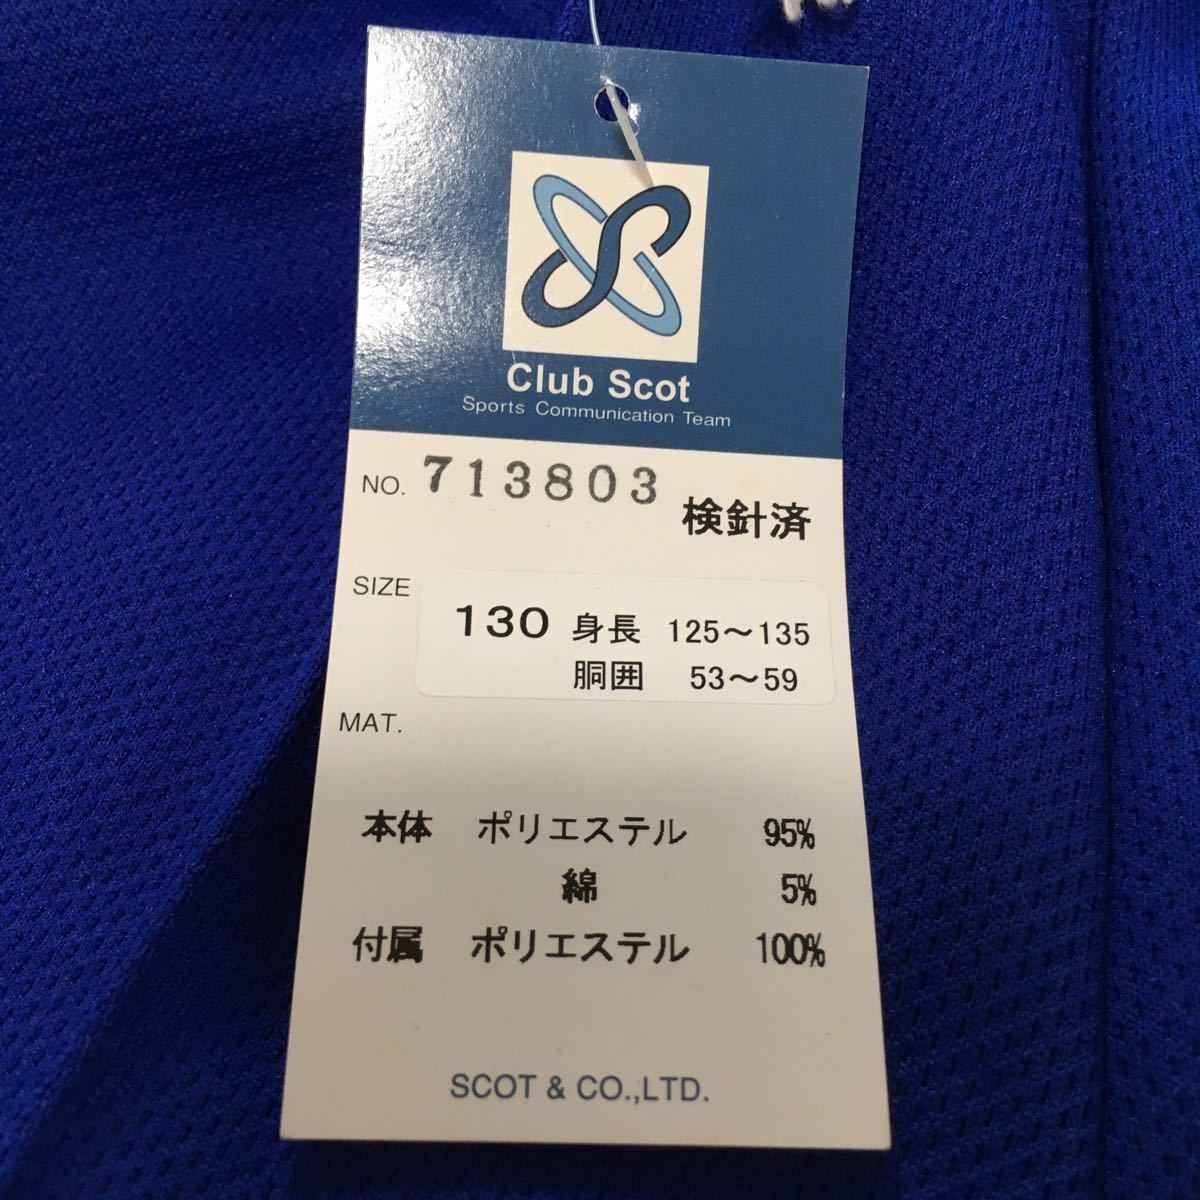 Club Scot
Sports Communication Team
NO. 713803
検針済
SIZE
130 身長 125～135
胴囲 53～59
MAT.
本体 ポリエステル 95%
綿 5%
付属 ポリエステル 100%
SCOT & CO.,LTD.